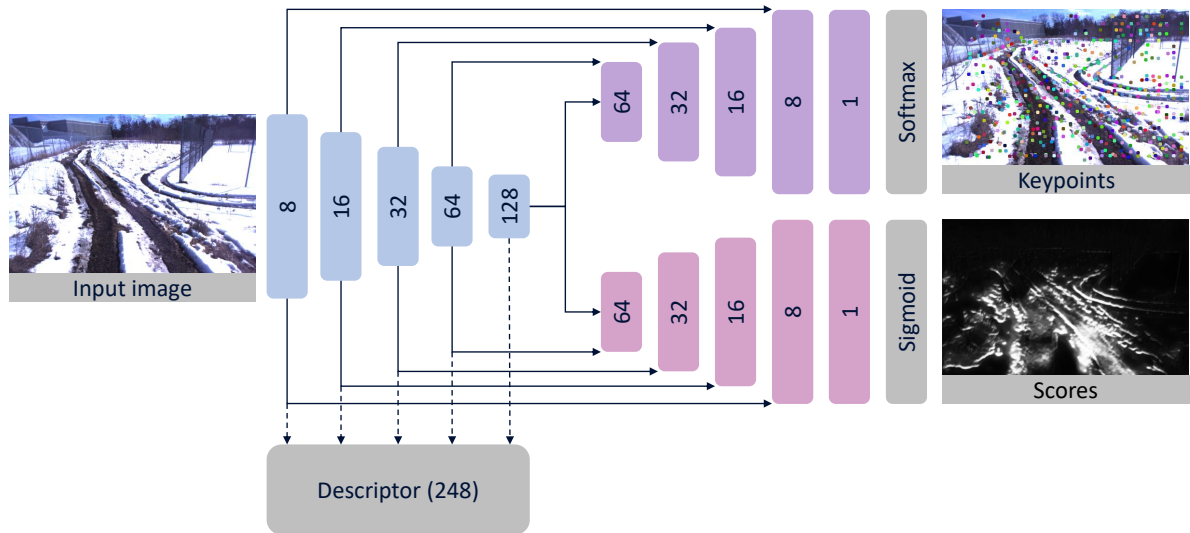 Input image
8
16
32
64
128
64
32
16
8
1
Softmax
Keypoints
64
32
16
8
1
Sigmoid
Scores
Descriptor (248)